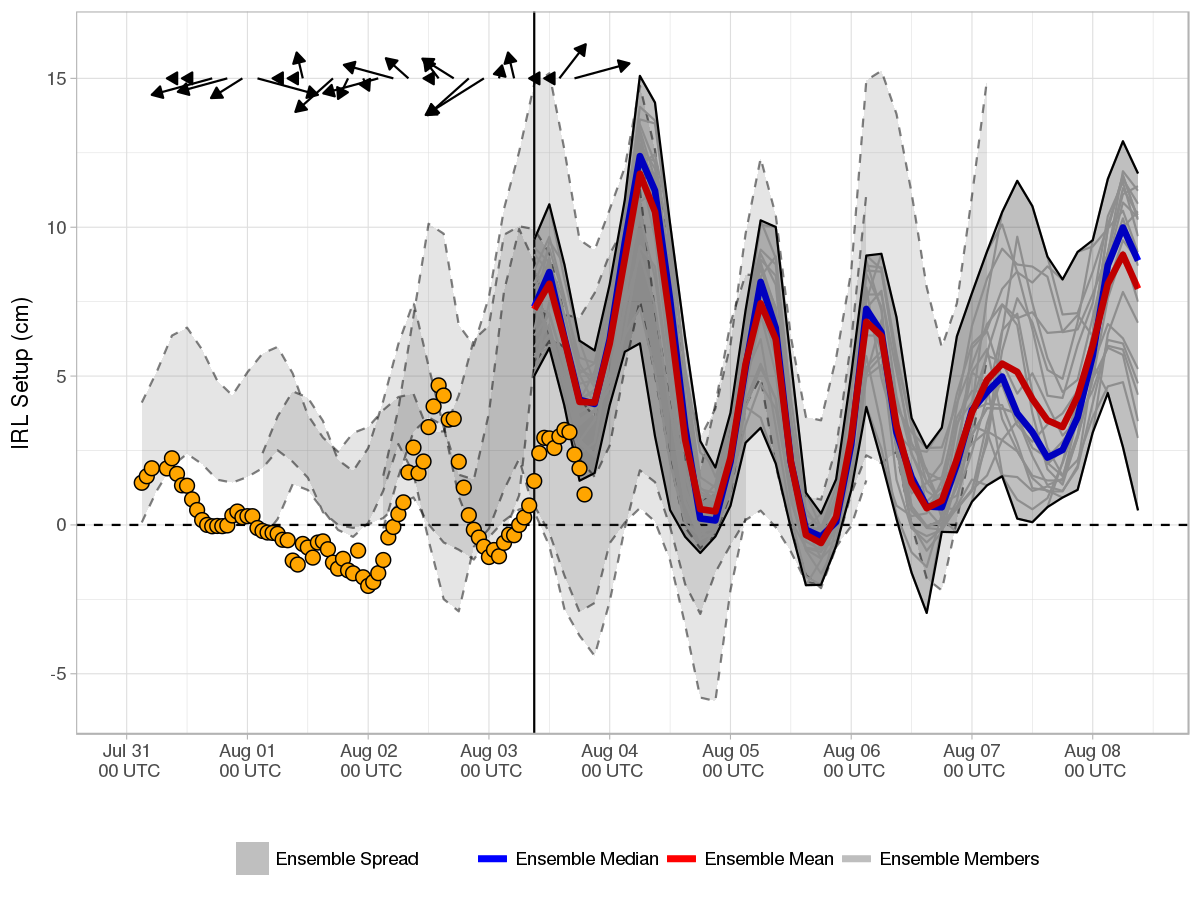 IRL Setup (cm)
15
10
5
0
-5
Jul 31
00 UTC
Aug 01
00 UTC
Aug 02
00 UTC
Aug 03
00 UTC
Aug 04
00 UTC
Aug 05
00 UTC
Aug 06
00 UTC
Aug 07
00 UTC
Aug 08
00 UTC
Ensemble Spread
Ensemble Median
Ensemble Mean
Ensemble Members